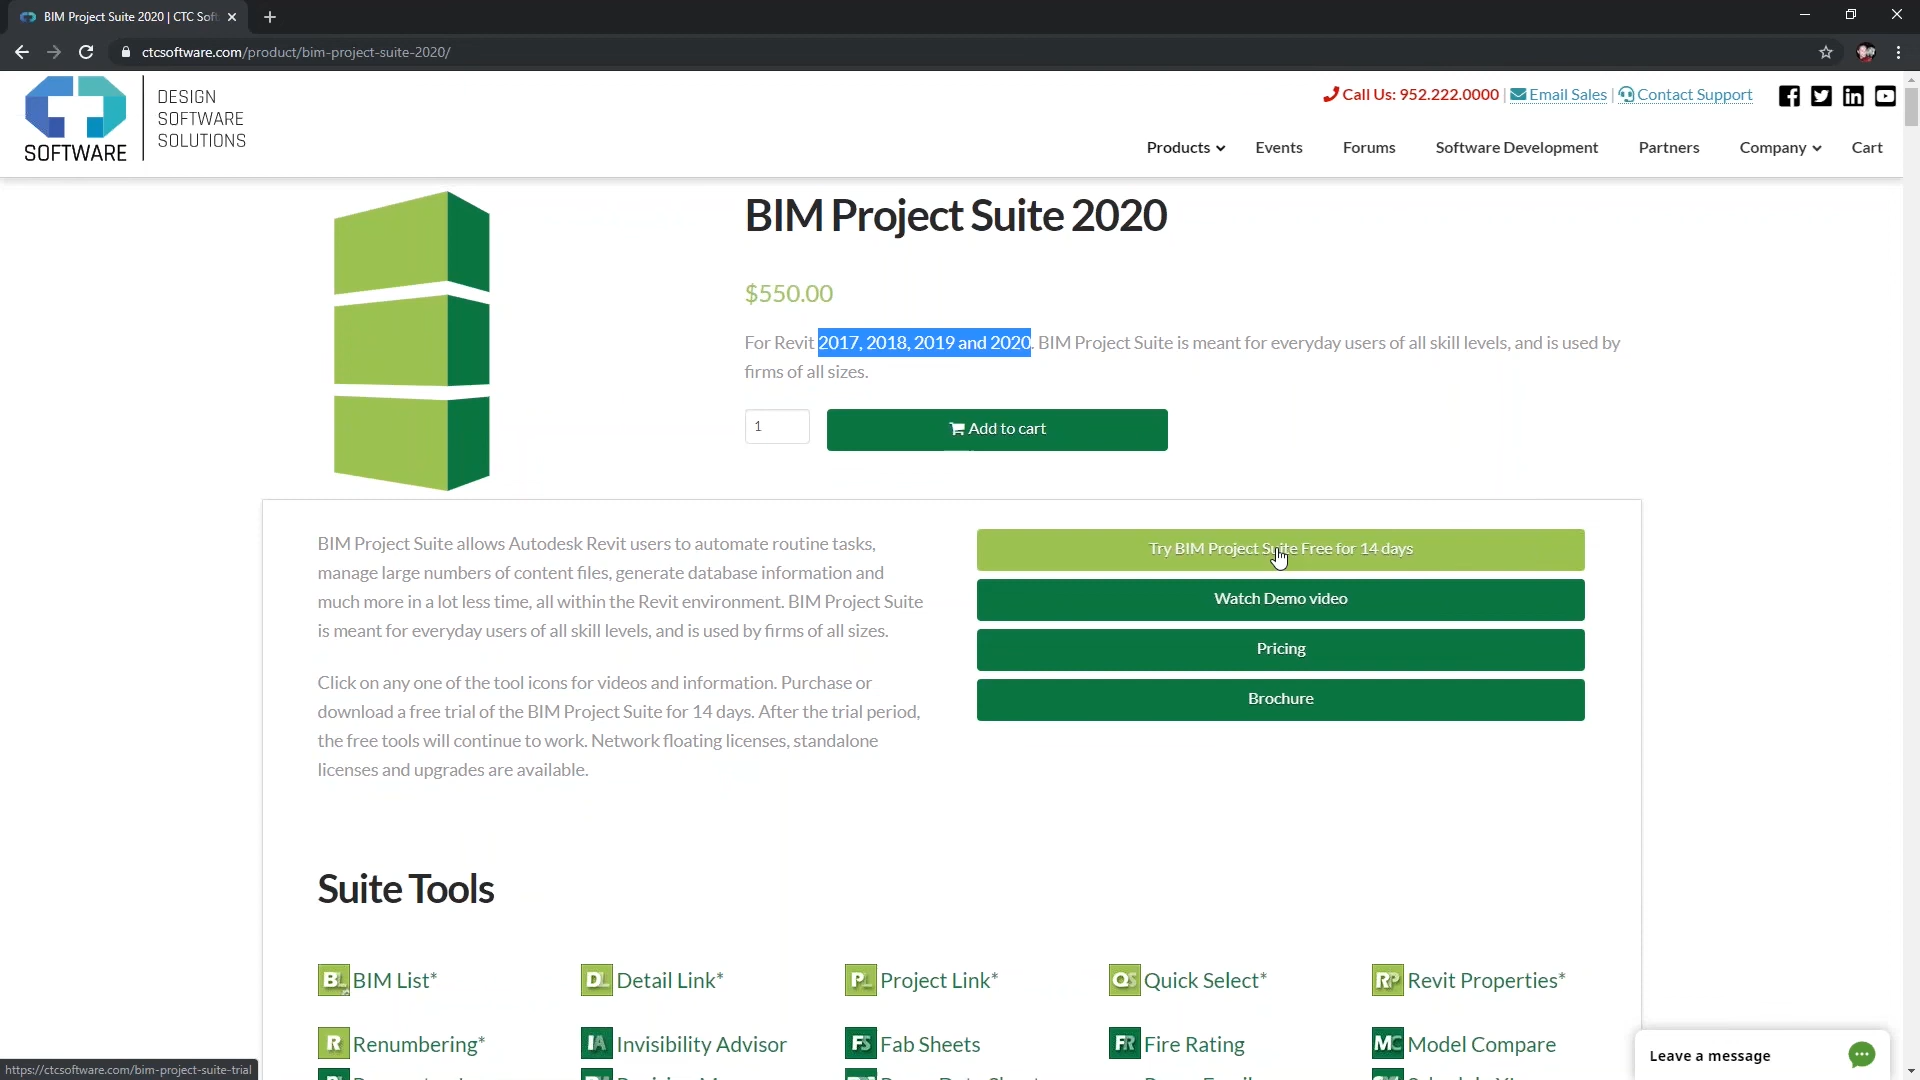 BIM Project Suite 2020 | CTC Soft
ctcsoftware.com/product/bim-project-suite-2020/
SOFTWARE
DESIGN
SOFTWARE
SOLUTIONS
Call Us: 952.222.0000 | Email Sales | Contact Support
Products Events Forums Software Development Partners Company Cart
BIM Project Suite 2020
$550.00
For Revit 2017, 2018, 2019 and 2020. BIM Project Suite is meant for everyday users of all skill levels, and is used by
firms of all sizes.
1
Add to cart
BIM Project Suite allows Autodesk Revit users to automate routine tasks,
manage large numbers of content files, generate database information and
much more in a lot less time, all within the Revit environment. BIM Project Suite
is meant for everyday users of all skill levels, and is used by firms of all sizes.
Click on any one of the tool icons for videos and information. Purchase or
download a free trial of the BIM Project Suite for 14 days. After the trial period,
the free tools will continue to work. Network floating licenses, standalone
licenses and upgrades are available.
Try BIM Project Suite Free for 14 days
Watch Demo video
Pricing
Brochure
Suite Tools
BL BIM List* DL Detail Link* PL Project Link* QS Quick Select* RP Revit Properties*
R Renumbering* IA Invisibility Advisor FS Fab Sheets FR Fire Rating MC Model Compare
Leave a message
https://ctcsoftware.com/bim-project-suite-trial